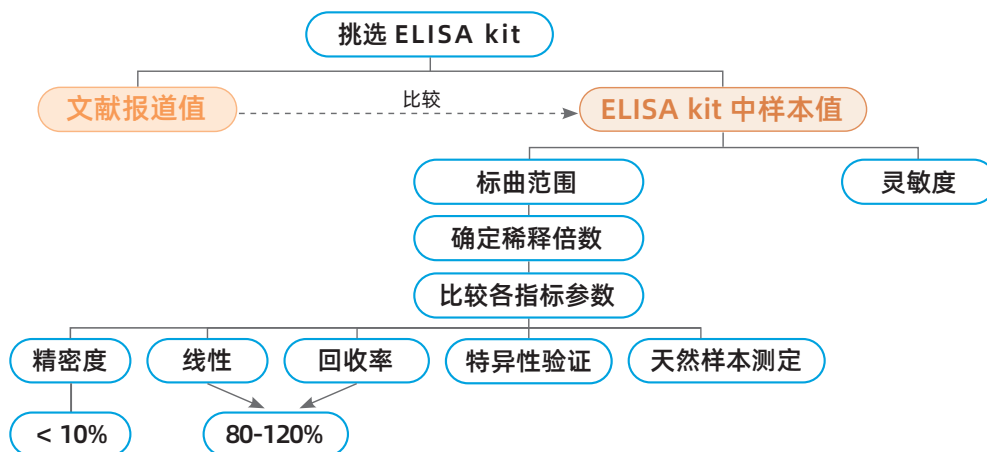 挑选 ELISA kit
文献报道值
比较
ELISA kit 中样本值
标曲范围
灵敏度
确定稀释倍数
比较各指标参数
精密度
线性
回收率
特异性验证
天然样本测定
< 10%
80-120%